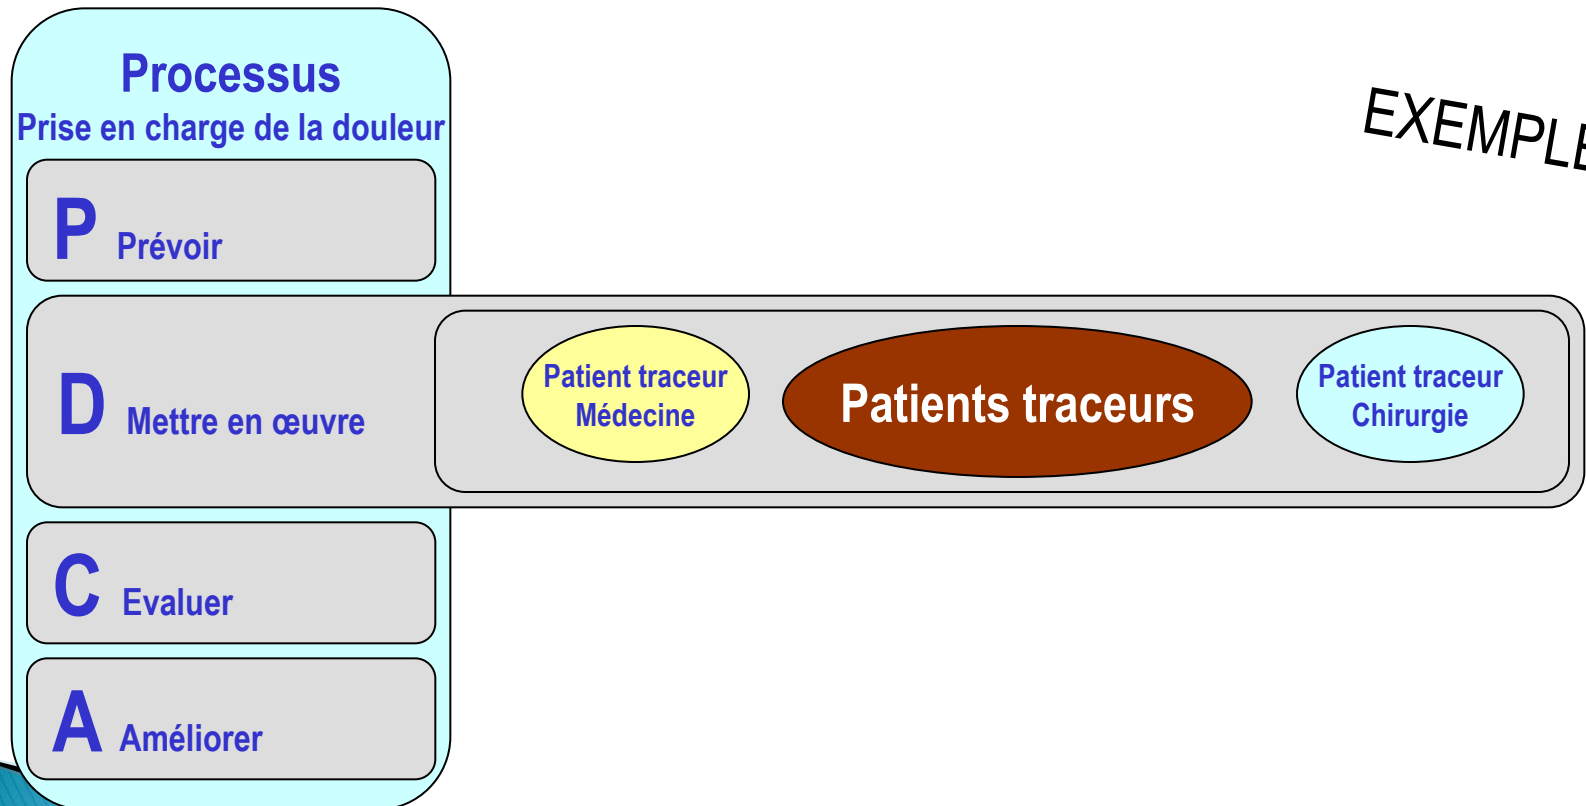 Processus
Prise en charge de la douleur
EXEMPLE
P Prévoir
D Mettre en œuvre
Patient traceur
Médecine
Patients traceurs
Patient traceur
Chirurgie
C Evaluer
A Améliorer